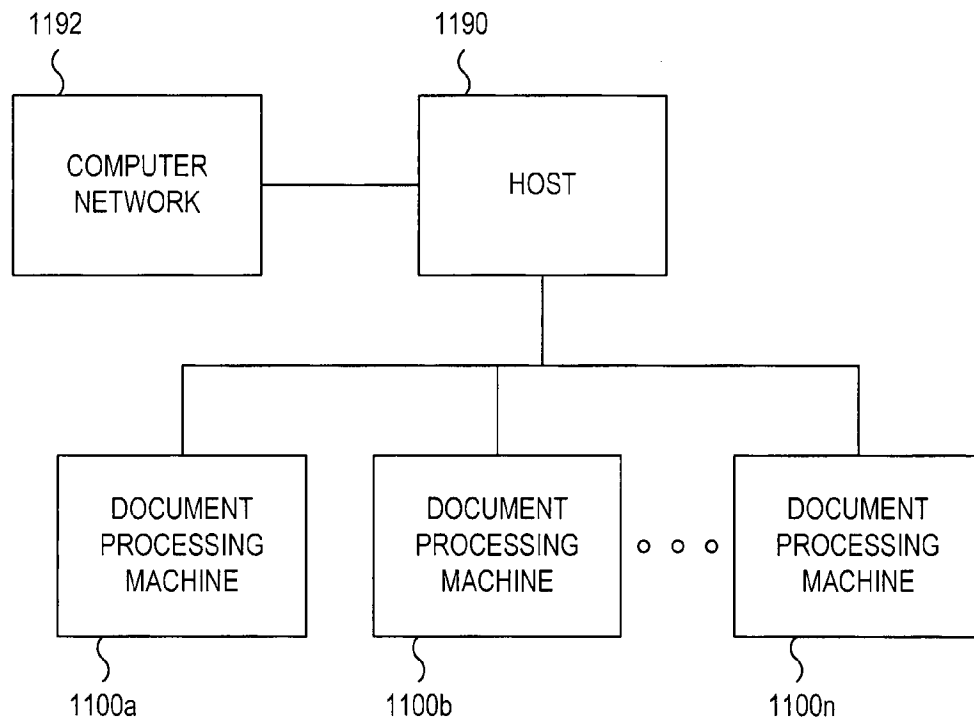 1192
1190
COMPUTER
NETWORK
HOST
DOCUMENT
PROCESSING
MACHINE
DOCUMENT
PROCESSING
MACHINE
DOCUMENT
PROCESSING
MACHINE
1100a
1100b
1100n